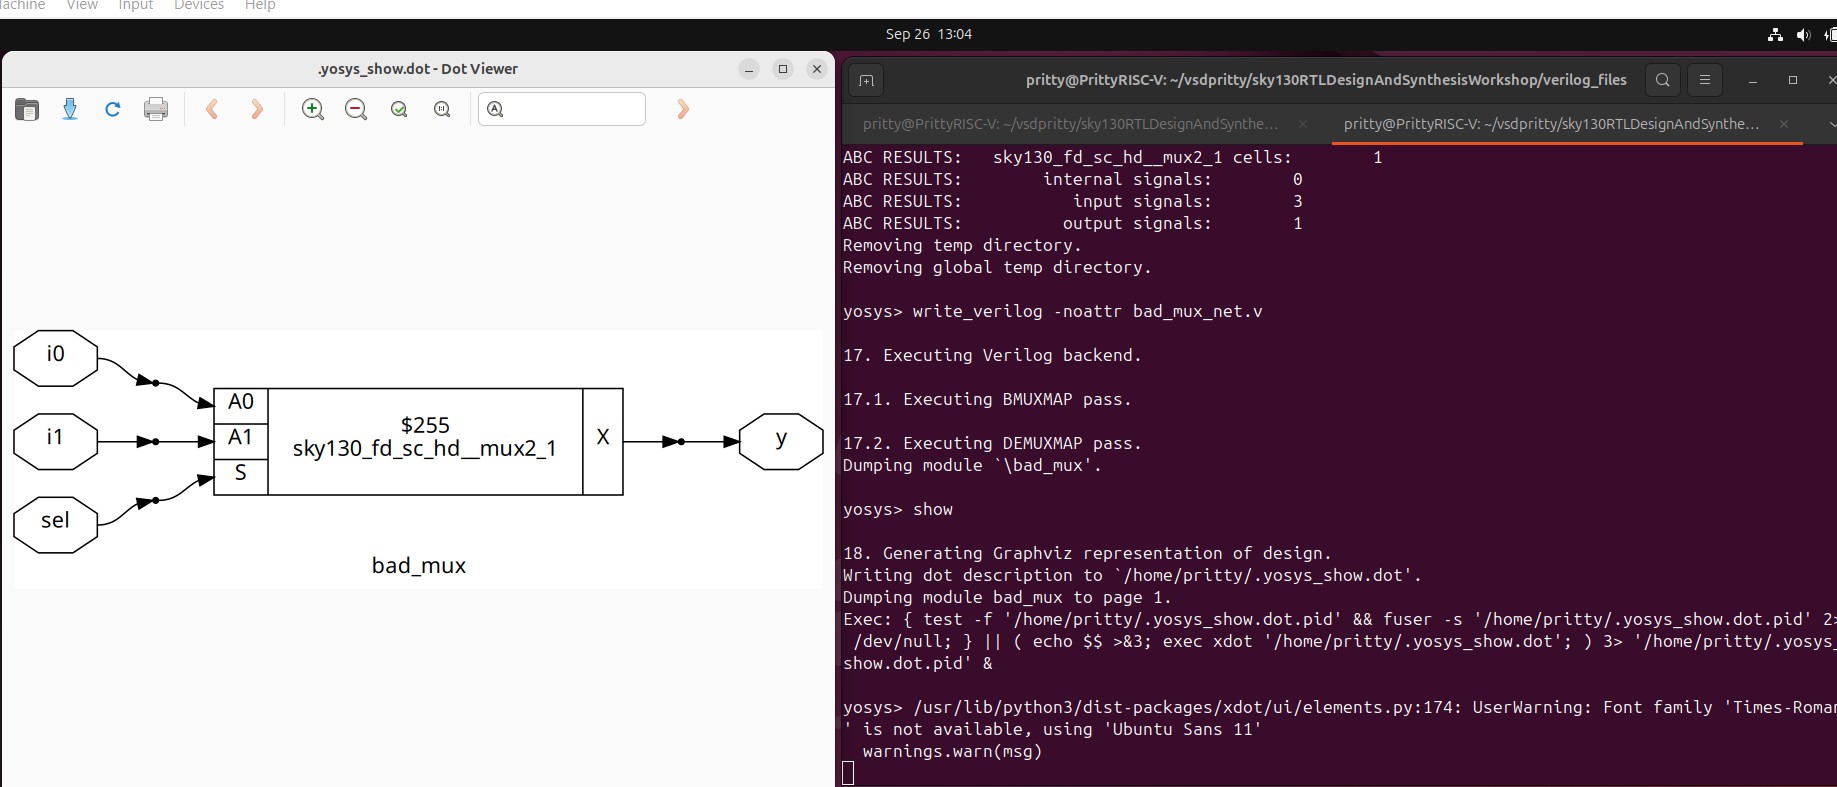 Machine View Input Devices Help
Sep 26 13:04
.yosys_show.dot - Dot Viewer
i0
i1
sel
A0
A1
S
$255
sky130_fd_sc_hd__mux2_1
X
y
bad_mux
pritty@PrittyRISC-V: ~/vsdpritty/sky130RTLDesignAndSynthesisWorkshop/verilog_files
pritty@PrittyRISC-V: ~/vsdpritty/sky130RTLDesignAndSynthe...
pritty@PrittyRISC-V: ~/vsdpritty/sky130RTLDesignAndSynthe...
ABC RESULTS:   sky130_fd_sc_hd__mux2_1 cells:        1
ABC RESULTS:        internal signals:        0
ABC RESULTS:           input signals:        3
ABC RESULTS:          output signals:        1
Removing temp directory.
Removing global temp directory.
yosys> write_verilog -noattr bad_mux_net.v
17. Executing Verilog backend.
17.1. Executing BMUXMAP pass.
17.2. Executing DEMUXMAP pass.
Dumping module `\bad_mux'.
yosys> show
18. Generating Graphviz representation of design.
Writing dot description to `/home/pritty/.yosys_show.dot'.
Dumping module bad_mux to page 1.
Exec: { test -f '/home/pritty/.yosys_show.dot.pid' && fuser -s '/home/pritty/.yosys_show.dot.pid' 2>
 /dev/null; } || ( echo $$ >&3; exec xdot '/home/pritty/.yosys_show.dot'; ) 3> '/home/pritty/.yosys_
show.dot.pid' &
yosys> /usr/lib/python3/dist-packages/xdot/ui/elements.py:174: UserWarning: Font family 'Times-Roman
' is not available, using 'Ubuntu Sans 11'
  warnings.warn(msg)